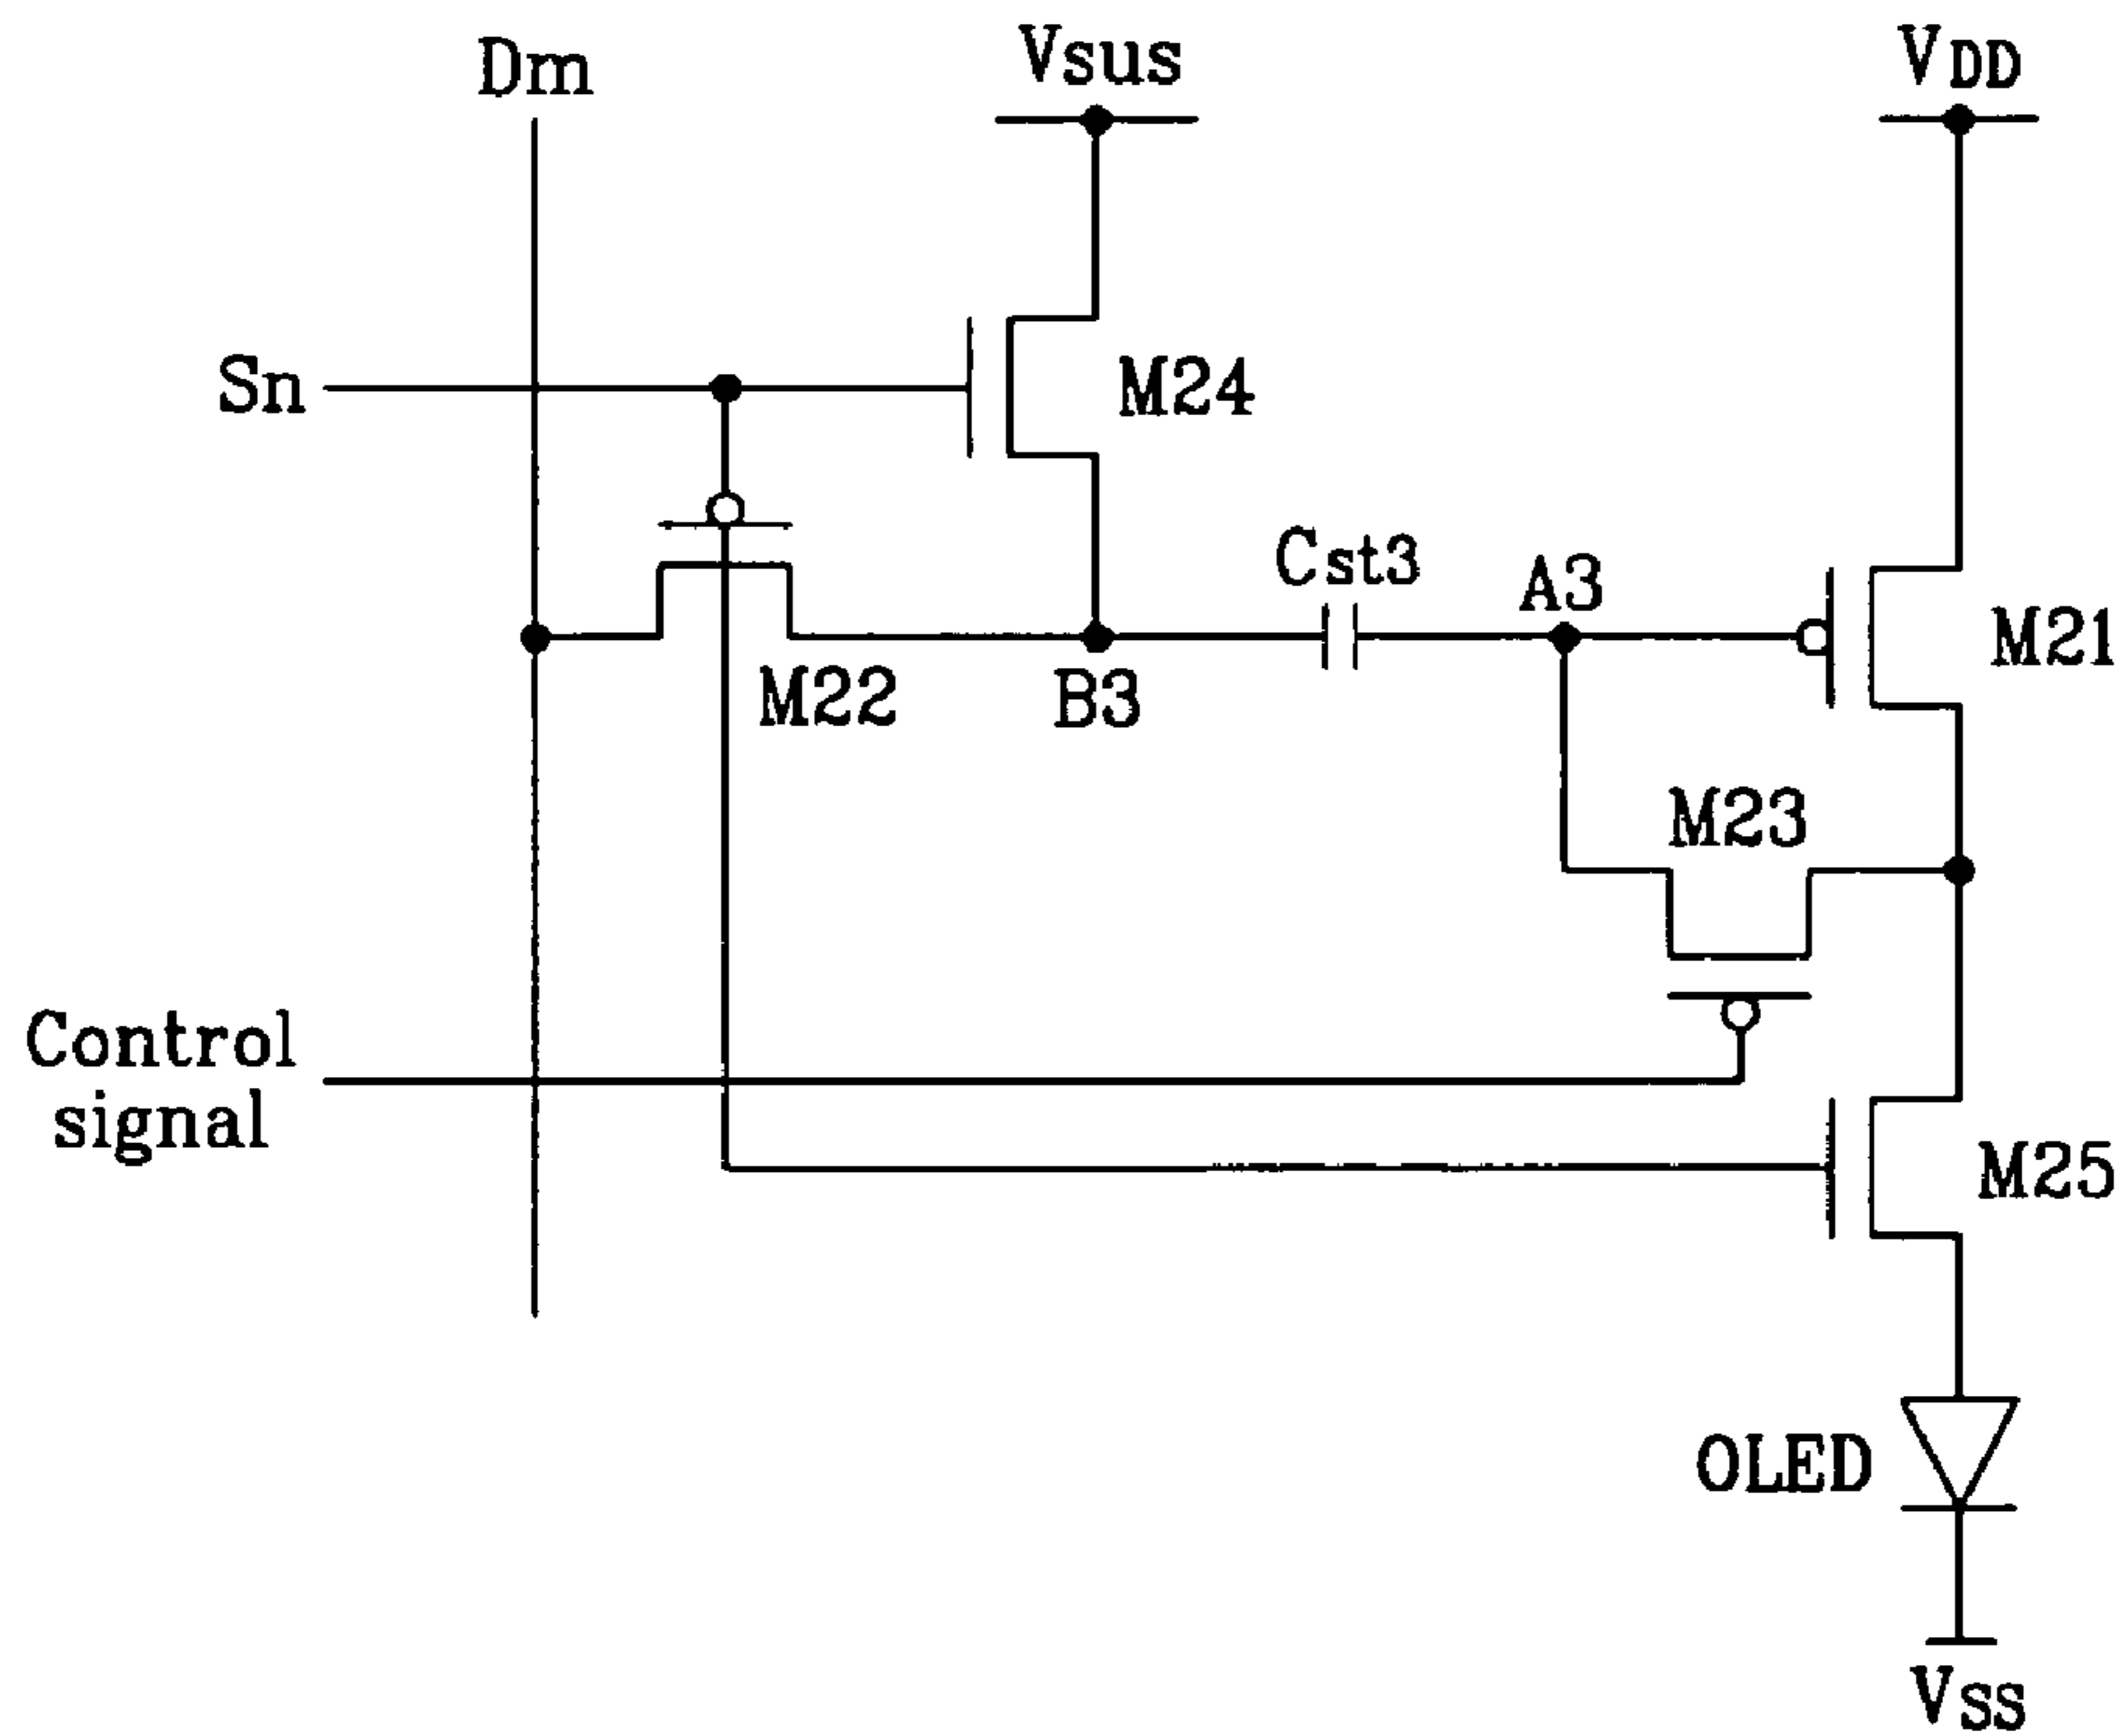 Dm
Vsus
VDD
Sn
M24
Cst3
A3
M21
M22
B3
M23
Control
signal
M25
OLED
VSS